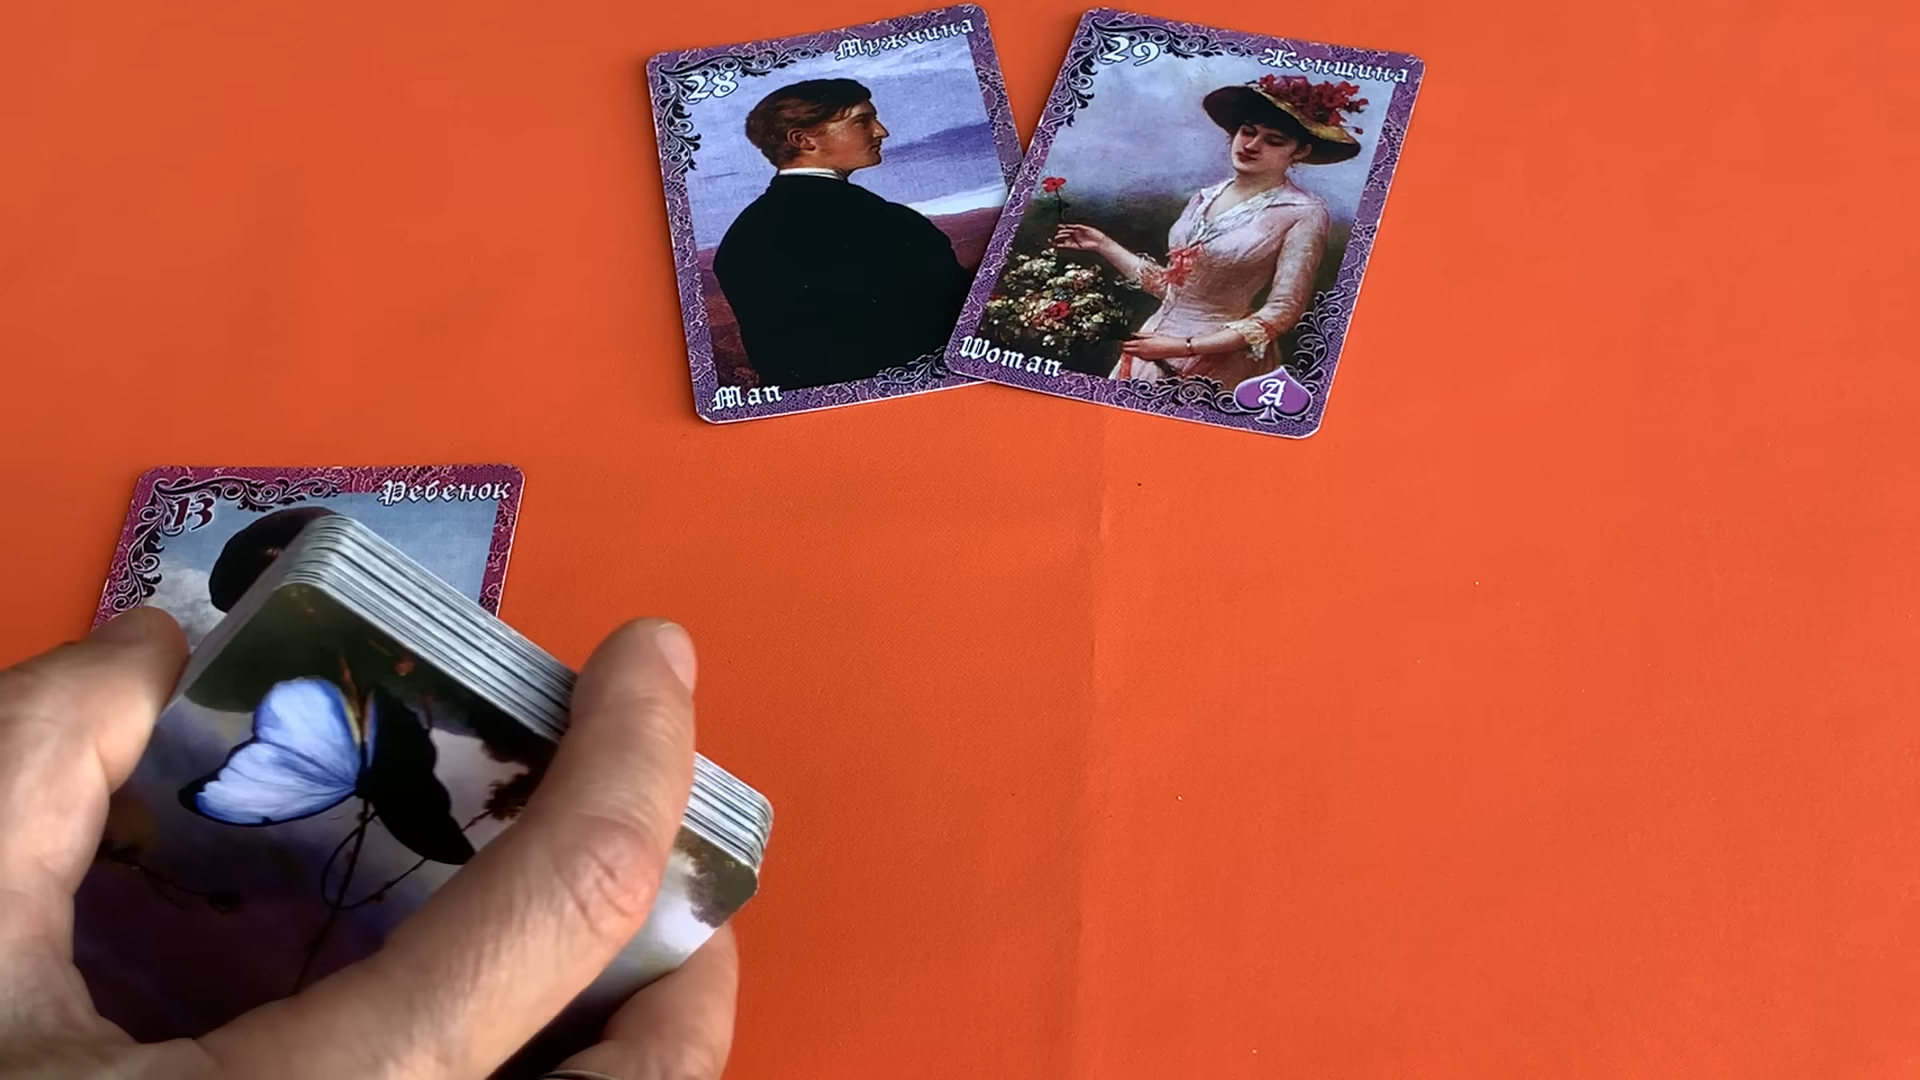 28 Мужчина
Man
29 Женщина
Woman
A
13 Ребенок